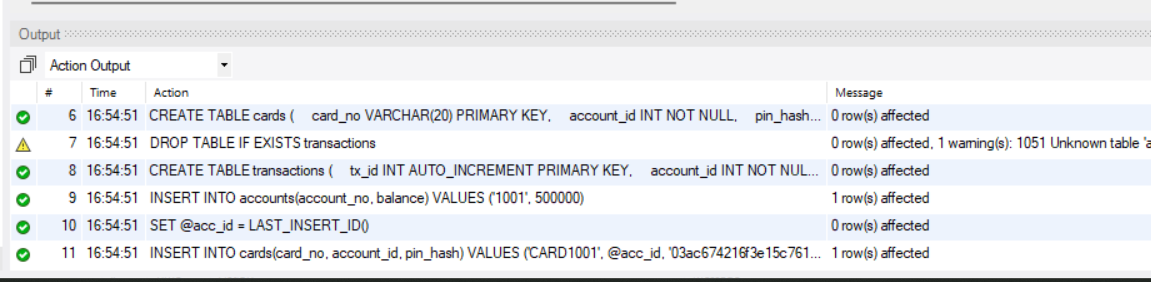 Output
Action Output
# Time Action Message
6 16:54:51 CREATE TABLE cards ( card_no VARCHAR(20) PRIMARY KEY, account_id INT NOT NULL, pin_hash... 0 row(s) affected
7 16:54:51 DROP TABLE IF EXISTS transactions 0 row(s) affected, 1 warning(s): 1051 Unknown table 'a
8 16:54:51 CREATE TABLE transactions ( tx_id INT AUTO_INCREMENT PRIMARY KEY, account_id INT NOT NUL... 0 row(s) affected
9 16:54:51 INSERT INTO accounts(account_no, balance) VALUES ('1001', 500000) 1 row(s) affected
10 16:54:51 SET @acc_id = LAST_INSERT_ID() 0 row(s) affected
11 16:54:51 INSERT INTO cards(card_no, account_id, pin_hash) VALUES ('CARD1001', @acc_id, '03ac674216f3e15c761... 1 row(s) affected